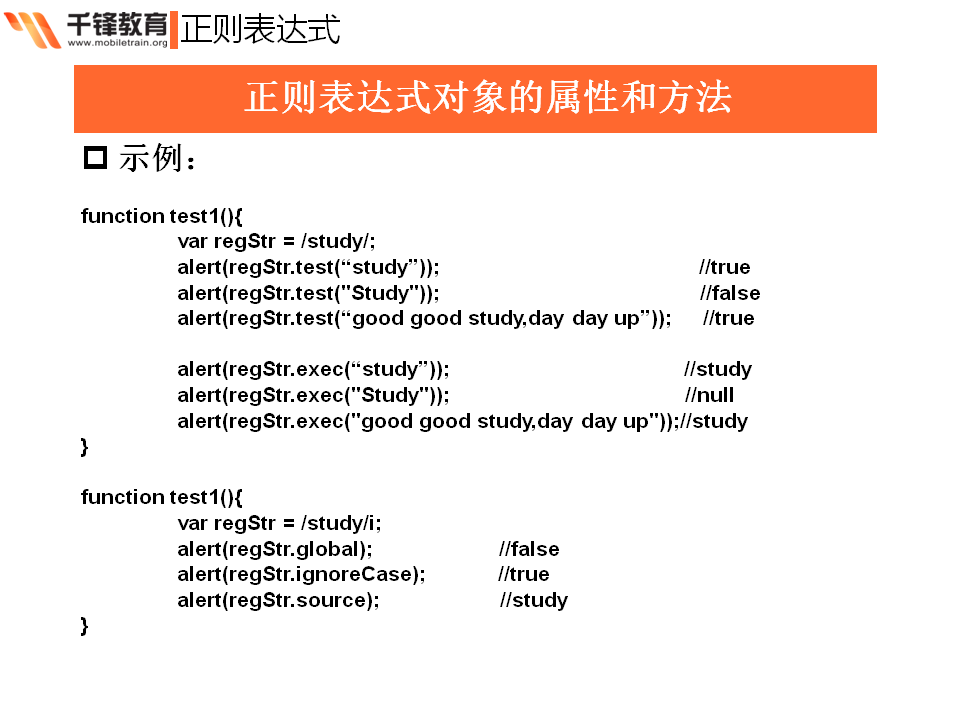 千锋教育
www.mobiletrain.org
正则表达式
正则表达式对象的属性和方法
示例：
function test1(){
var regStr = /study/;
alert(regStr.test(“study”)); //true
alert(regStr.test("Study")); //false
alert(regStr.test(“good good study,day day up”)); //true
alert(regStr.exec(“study”)); //study
alert(regStr.exec("Study")); //null
alert(regStr.exec("good good study,day day up"));//study
}
function test1(){
var regStr = /study/i;
alert(regStr.global); //false
alert(regStr.ignoreCase); //true
alert(regStr.source); //study
}